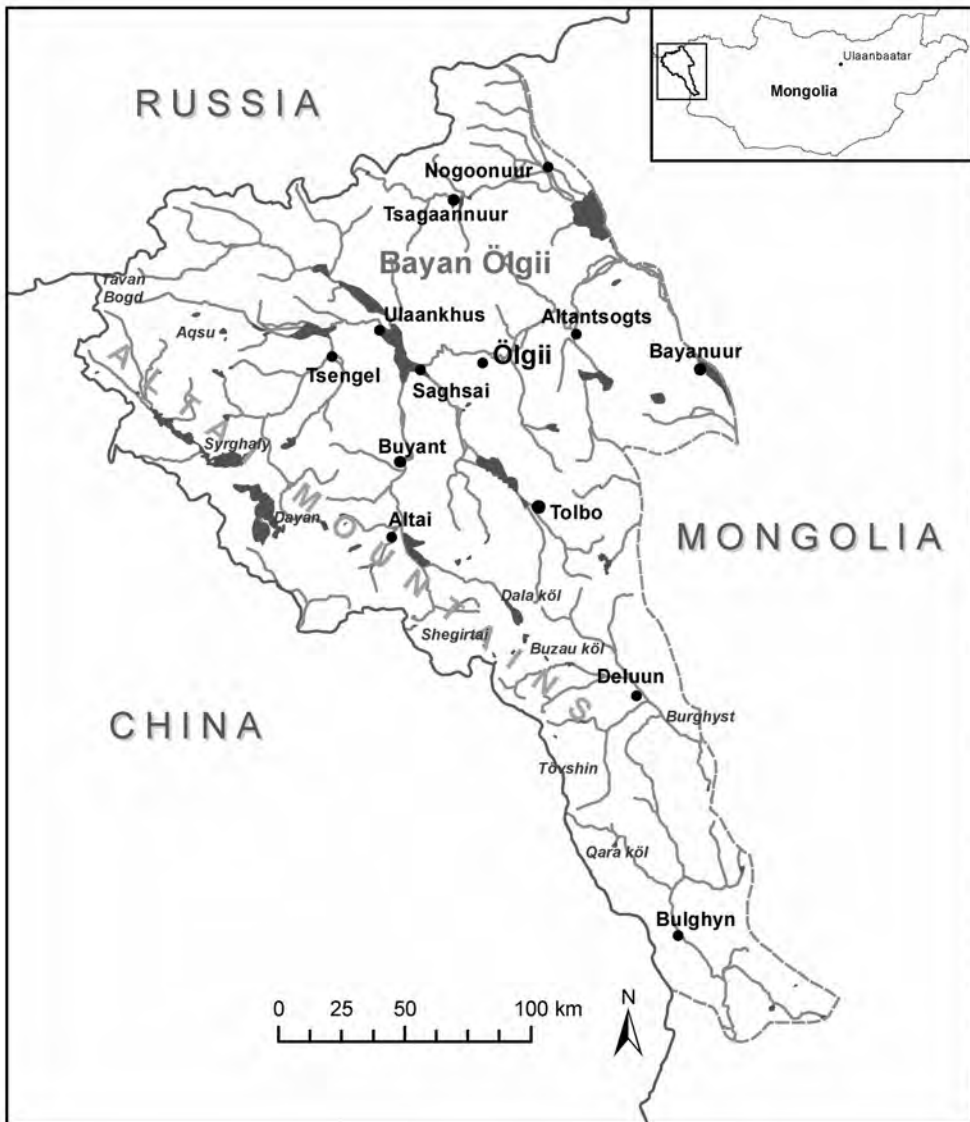 Ulaanbaatar
Mongolia
RUSSIA
Nogoonuur
Tsagaannuur
Bayan Ölgii
Tavan
Bogd
Ulaankhus
Altantsogts
Aqsu
Ölgii
Bayanuur
Tsengel
Saghsai
Syrghaly
Buyant
Tolbo
Dayan
Altai
MONGOLIA
AKKA MOUNTAINS
Dala köl
Shegirtai
Buzau köl
Deluun
CHINA
Burghyst
Tövshin
Qara köl
Bulghyn
0 25 50 100 km
N